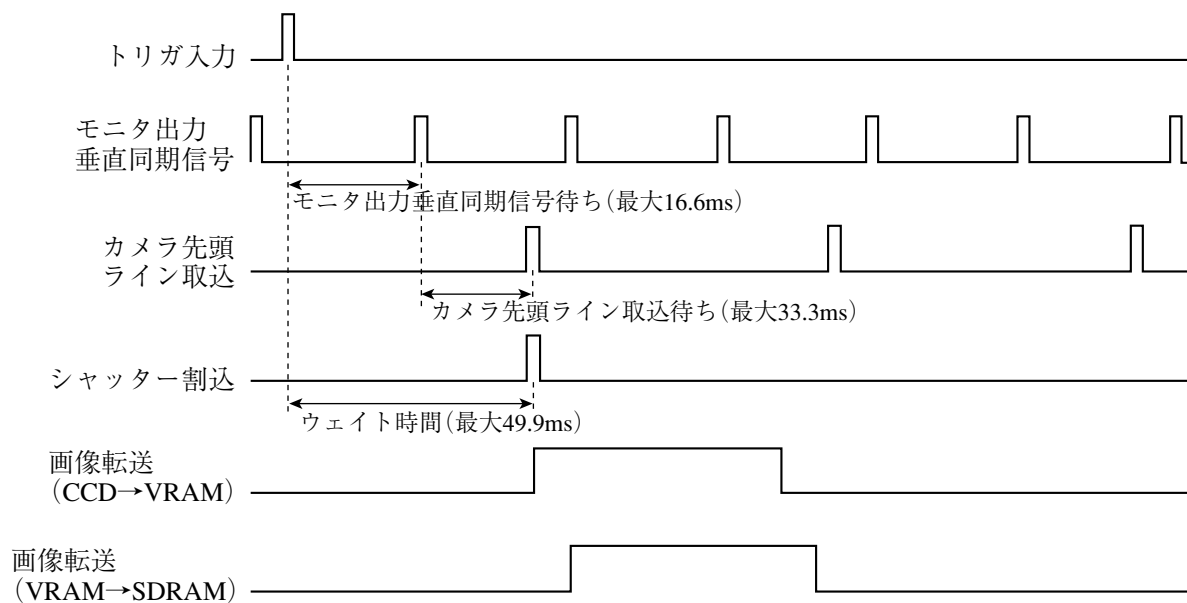 トリガ入力
モニタ出力
垂直同期信号
モニタ出力垂直同期信号待ち(最大16.6ms)
カメラ先頭
ライン取込
カメラ先頭ライン取込待ち(最大33.3ms)
シャッター割込
ウェイト時間(最大49.9ms)
画像転送
(CCD→VRAM)
画像転送
(VRAM→SDRAM)